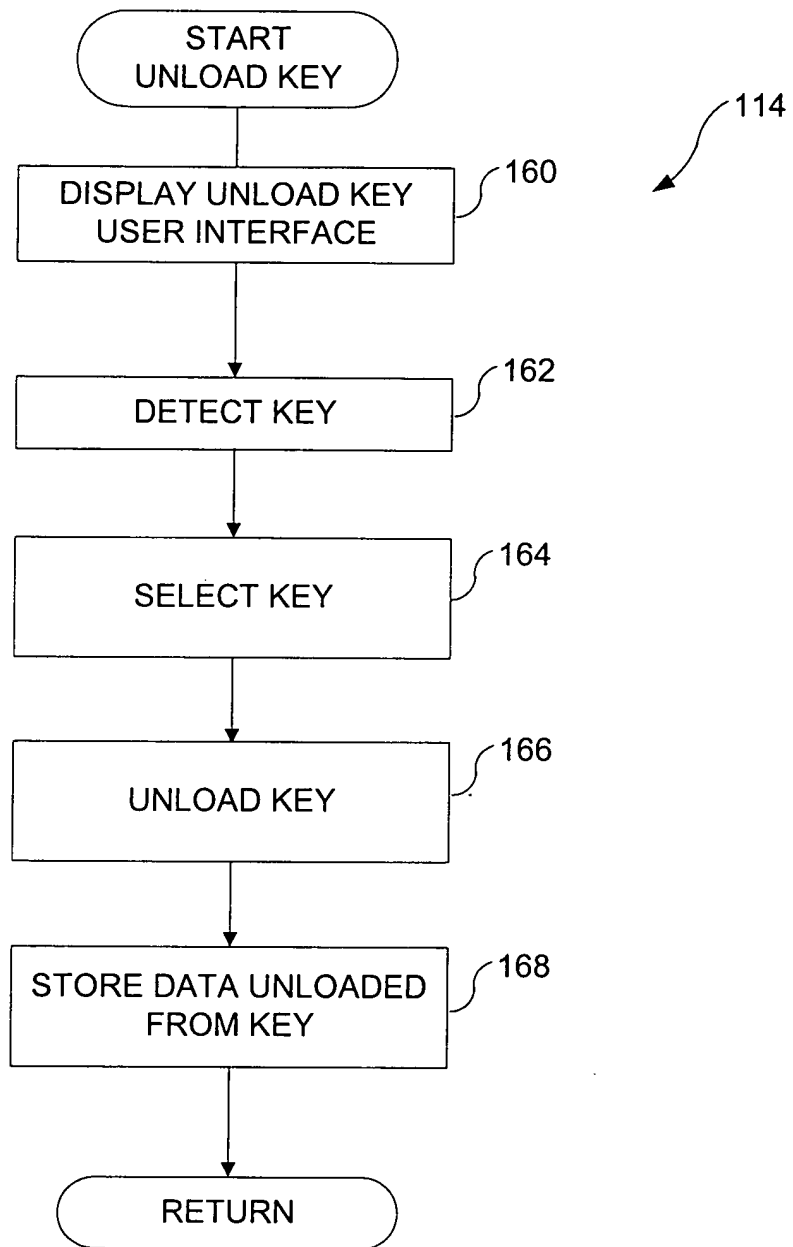 START
UNLOAD KEY
114
DISPLAY UNLOAD KEY
USER INTERFACE
160
DETECT KEY
162
SELECT KEY
164
UNLOAD KEY
166
STORE DATA UNLOADED
FROM KEY
168
RETURN